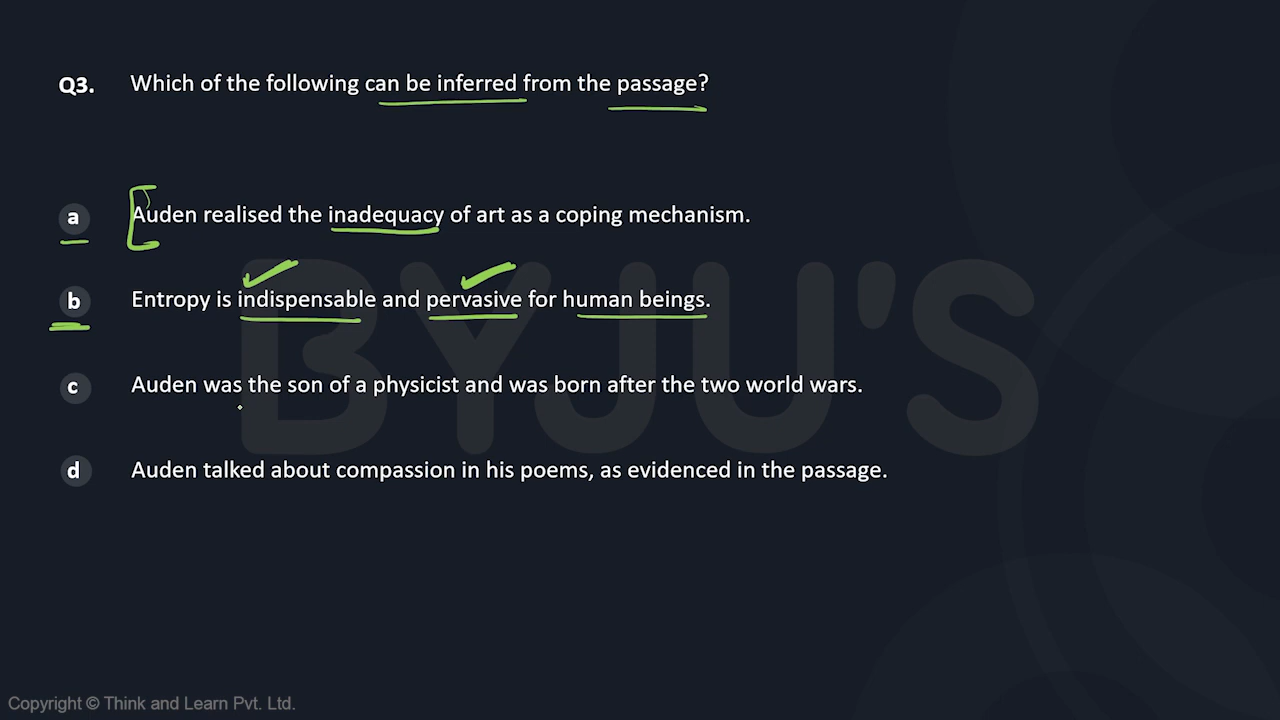 Q3. Which of the following can be inferred from the passage?
a Auden realised the inadequacy of art as a coping mechanism.
b Entropy is indispensable and pervasive for human beings.
c Auden was the son of a physicist and was born after the two world wars.
d Auden talked about compassion in his poems, as evidenced in the passage.
BYJU'S
Copyright © Think and Learn Pvt. Ltd.